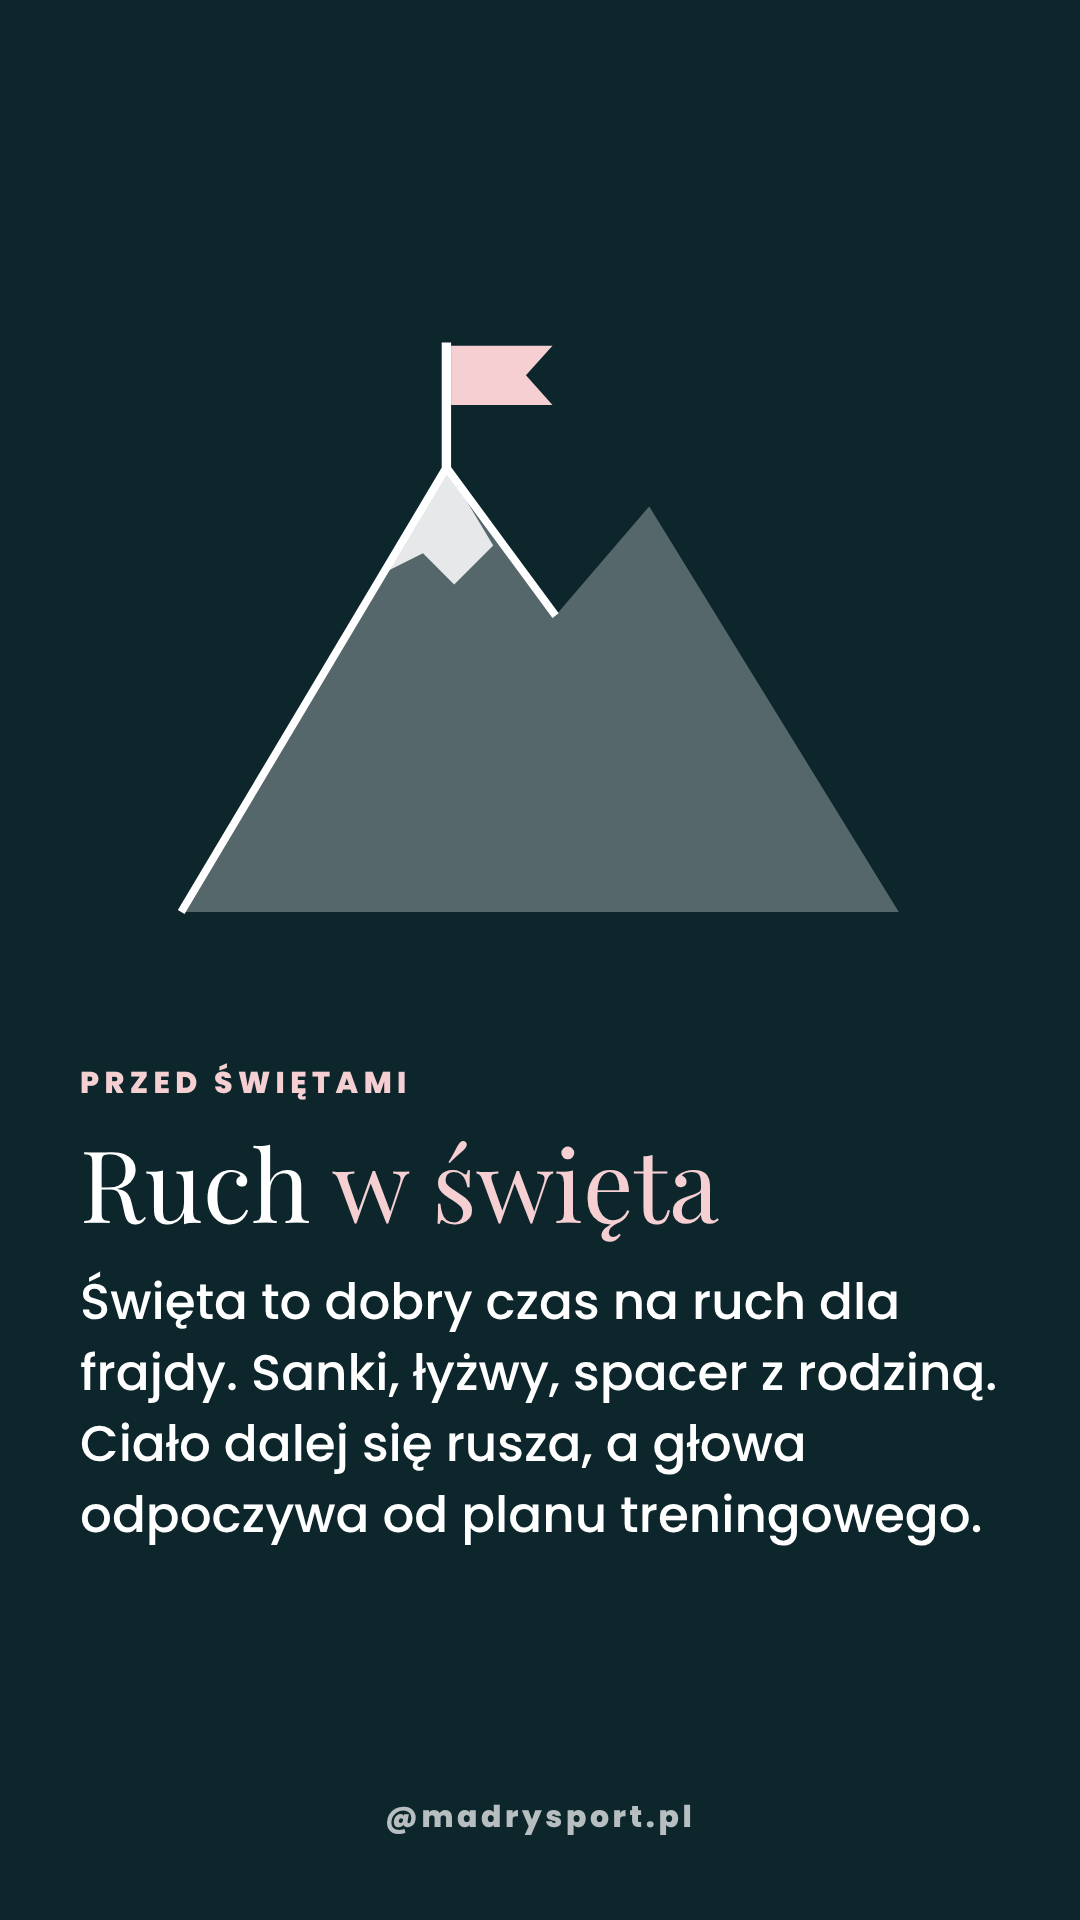 PRZED ŚWIĘTAMI
Ruch w święta
Święta to dobry czas na ruch dla
frajdy. Sanki, łyżwy, spacer z rodziną.
Ciało dalej się rusza, a głowa
odpoczywa od planu treningowego.
@madrysport.pl